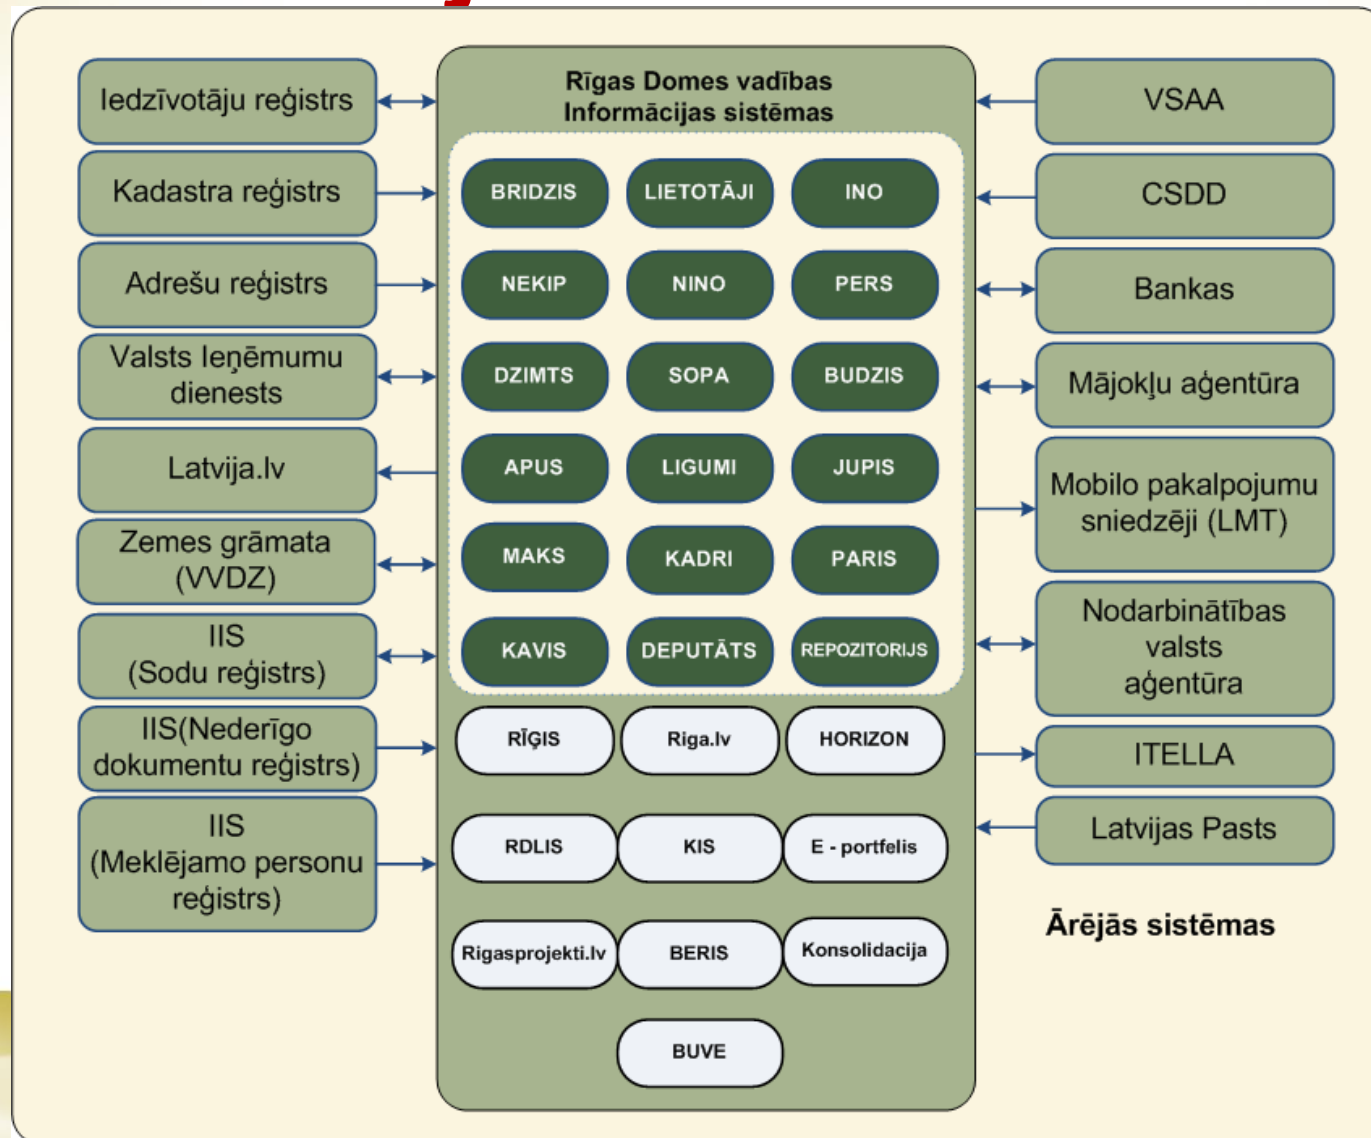 Iedzīvotāju reģistrs
Kadastra reģistrs
Adrešu reģistrs
Valsts Ieņēmumu
dienests
Latvija.lv
Zemes grāmata
(VVDZ)
IIS
(Sodu reģistrs)
IIS(Nederīgo
dokumentu reģistrs)
IIS
(Meklējamo personu
reģistrs)
Rīgas Domes vadības
Informācijas sistēmas
BRIDZIS LIETOTĀJI INO
NEKIP NINO PERS
DZIMTS SOPA BUDZIS
APUS LIGUMI JUPIS
MAKS KADRI PARIS
KAVIS DEPUTĀTS REPOZITORIJS
RĪĢIS Riga.lv HORIZON
RDLIS KIS E - portfelis
Rigasprojekti.lv BERIS Konsolidacija
BUVE
VSAA
CSDD
Bankas
Mājokļu aģentūra
Mobilo pakalpojumu
sniedzēji (LMT)
Nodarbinātības
valsts
aģentūra
ITELLA
Latvijas Pasts
Ārējās sistēmas